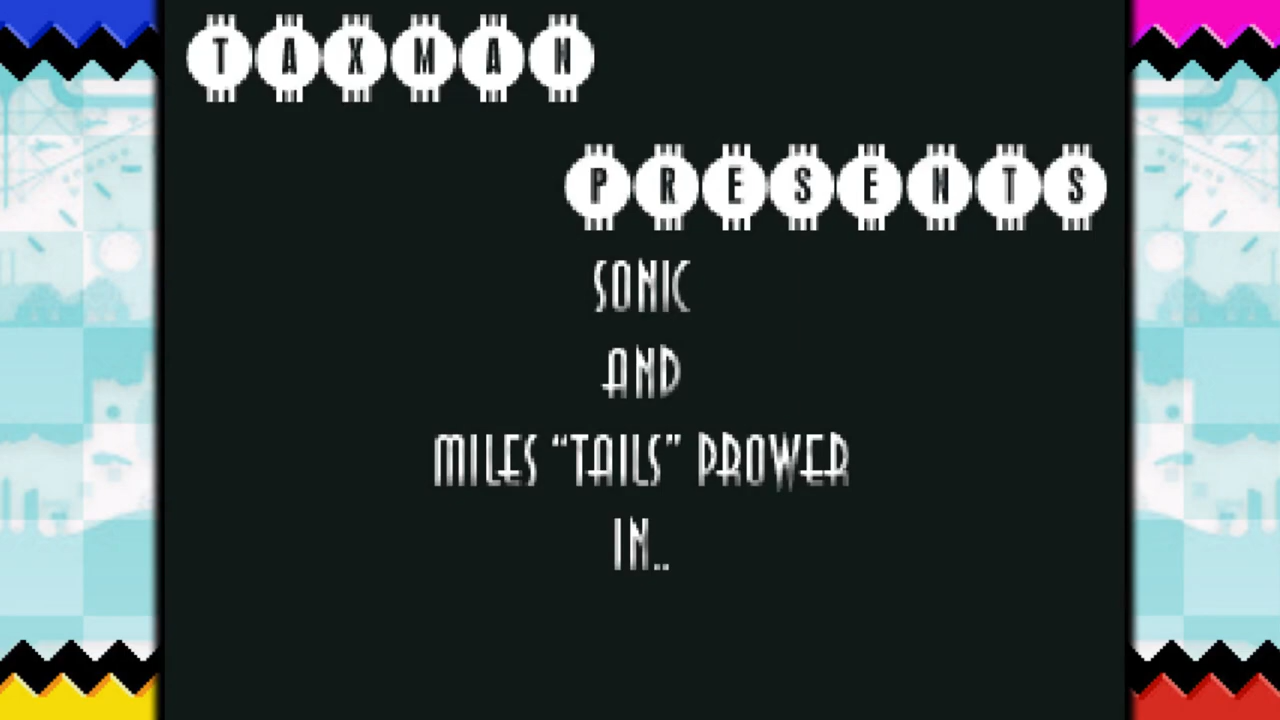 TAXMAN
PRESENTS
SONIC
AND
MILES “TAILS” PROWER
IN..